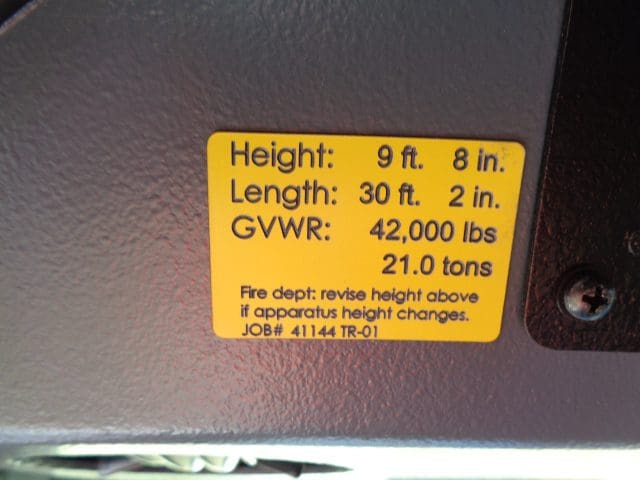 Height: 9 ft. 8 in.
Length: 30 ft. 2 in.
GVWR: 42,000 lbs
21.0 tons
Fire dept: revise height above
if apparatus height changes.
JOB# 41144 TR-01